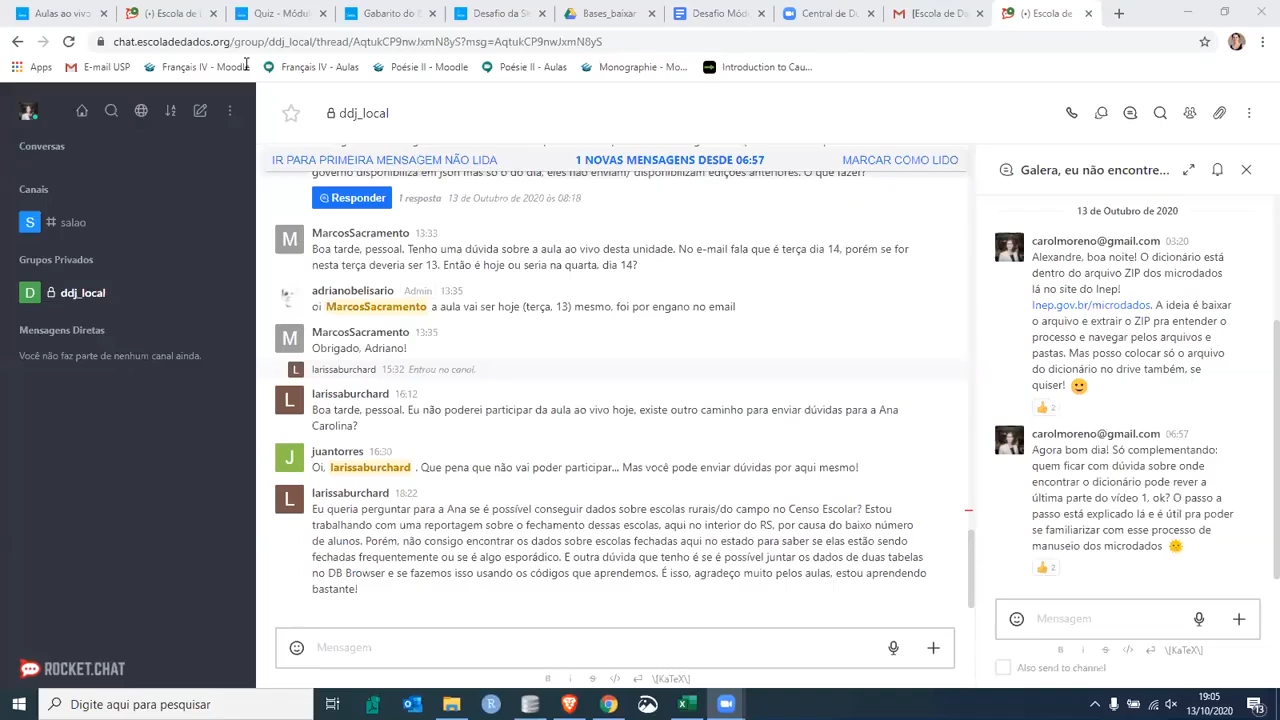 Aulas ao vivo
(•) Escola de L
Quiz - Módul
Gabarito do E
Desafio da Se
Bases_baixar
Desafio Mód
Central de Du
[Escola de Da
(•) Escola de
chat.escoladedados.org/group/ddj_local/thread/AqtukCP9nwJxmN8yS?msg=AqtukCP9nwJxmN8yS
Apps
E-mail USP
Français IV - Moodle
Français IV - Aulas
Poésie II - Moodle
Poésie II - Aulas
Monographie - Mo...
Introduction to Cau...
Conversas
Canais
S # salao
Grupos Privados
D ddj_local
Mensagens Diretas
Você não faz parte de nenhum canal ainda.
ROCKET.CHAT
ddj_local
IR PARA PRIMEIRA MENSAGEM NÃO LIDA
1 NOVAS MENSAGENS DESDE 06:57
MARCAR COMO LIDO
governo disponibiliza em json mas só o do dia, eles não enviam/ disponibilizam edições anteriores. O que fazer?
Responder 1 resposta 13 de Outubro de 2020 às 08:18
M MarcosSacramento 13:33
Boa tarde, pessoal. Tenho uma dúvida sobre a aula ao vivo desta unidade. No e-mail fala que é terça dia 14, porém se for
nesta terça deveria ser 13. Então é hoje ou seria na quarta, dia 14?
adrianobelisario Admin 13:35
oi MarcosSacramento a aula vai ser hoje (terça, 13) mesmo, foi por engano no email
M MarcosSacramento 13:35
Obrigado, Adriano!
L larissaburchard 15:32 Entrou no canal.
L larissaburchard 16:12
Boa tarde, pessoal. Eu não poderei participar da aula ao vivo hoje, existe outro caminho para enviar dúvidas para a Ana
Carolina?
J juantorres 16:30
Oi, larissaburchard . Que pena que não vai poder participar... Mas você pode enviar dúvidas por aqui mesmo!
L larissaburchard 18:22
Eu queria perguntar para a Ana se é possível conseguir dados sobre escolas rurais/do campo no Censo Escolar? Estou
trabalhando com uma reportagem sobre o fechamento dessas escolas, aqui no interior do RS, por causa do baixo número
de alunos. Porém, não consigo encontrar os dados sobre escolas fechadas aqui no estado para saber se elas estão sendo
fechadas frequentemente ou se é algo esporádico. E outra dúvida que tenho é se é possível juntar os dados de duas tabelas
no DB Browser e se fazemos isso usando os códigos que aprendemos. É isso, agradeço muito pelos aulas, estou aprendendo
bastante!
Mensagem
B i S </> \[KaTeX\]
Galera, eu não encontre...
13 de Outubro de 2020
carolmoreno@gmail.com 03:20
Alexandre, boa noite! O dicionário está
dentro do arquivo ZIP dos microdados
lá no site do Inep!
Inep.gov.br/microdados. A ideia é baixar
o arquivo e extrair o ZIP pra entender o
processo e navegar pelos arquivos e
pastas. Mas posso colocar só o arquivo
do dicionário no drive também, se
quiser!
2
carolmoreno@gmail.com 06:57
Agora bom dia! Só complementando:
quem ficar com dúvida sobre onde
encontrar o dicionário pode rever a
última parte do vídeo 1, ok? O passo a
passo está explicado lá e é útil pra poder
se familiarizar com esse processo de
manuseio dos microdados
2
Mensagem
B i S </> \[KaTeX\]
Also send to channel
Digite aqui para pesquisar
R
19:05
13/10/2020
13